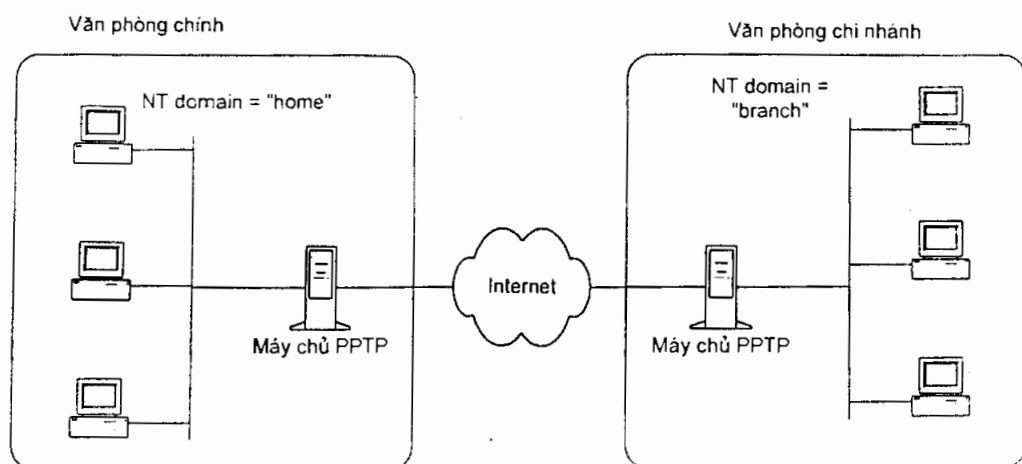 Văn phòng chính
Văn phòng chi nhánh
NT domain = "home"
NT domain =
"branch"
Internet
Máy chủ PPTP
Máy chủ PPTP